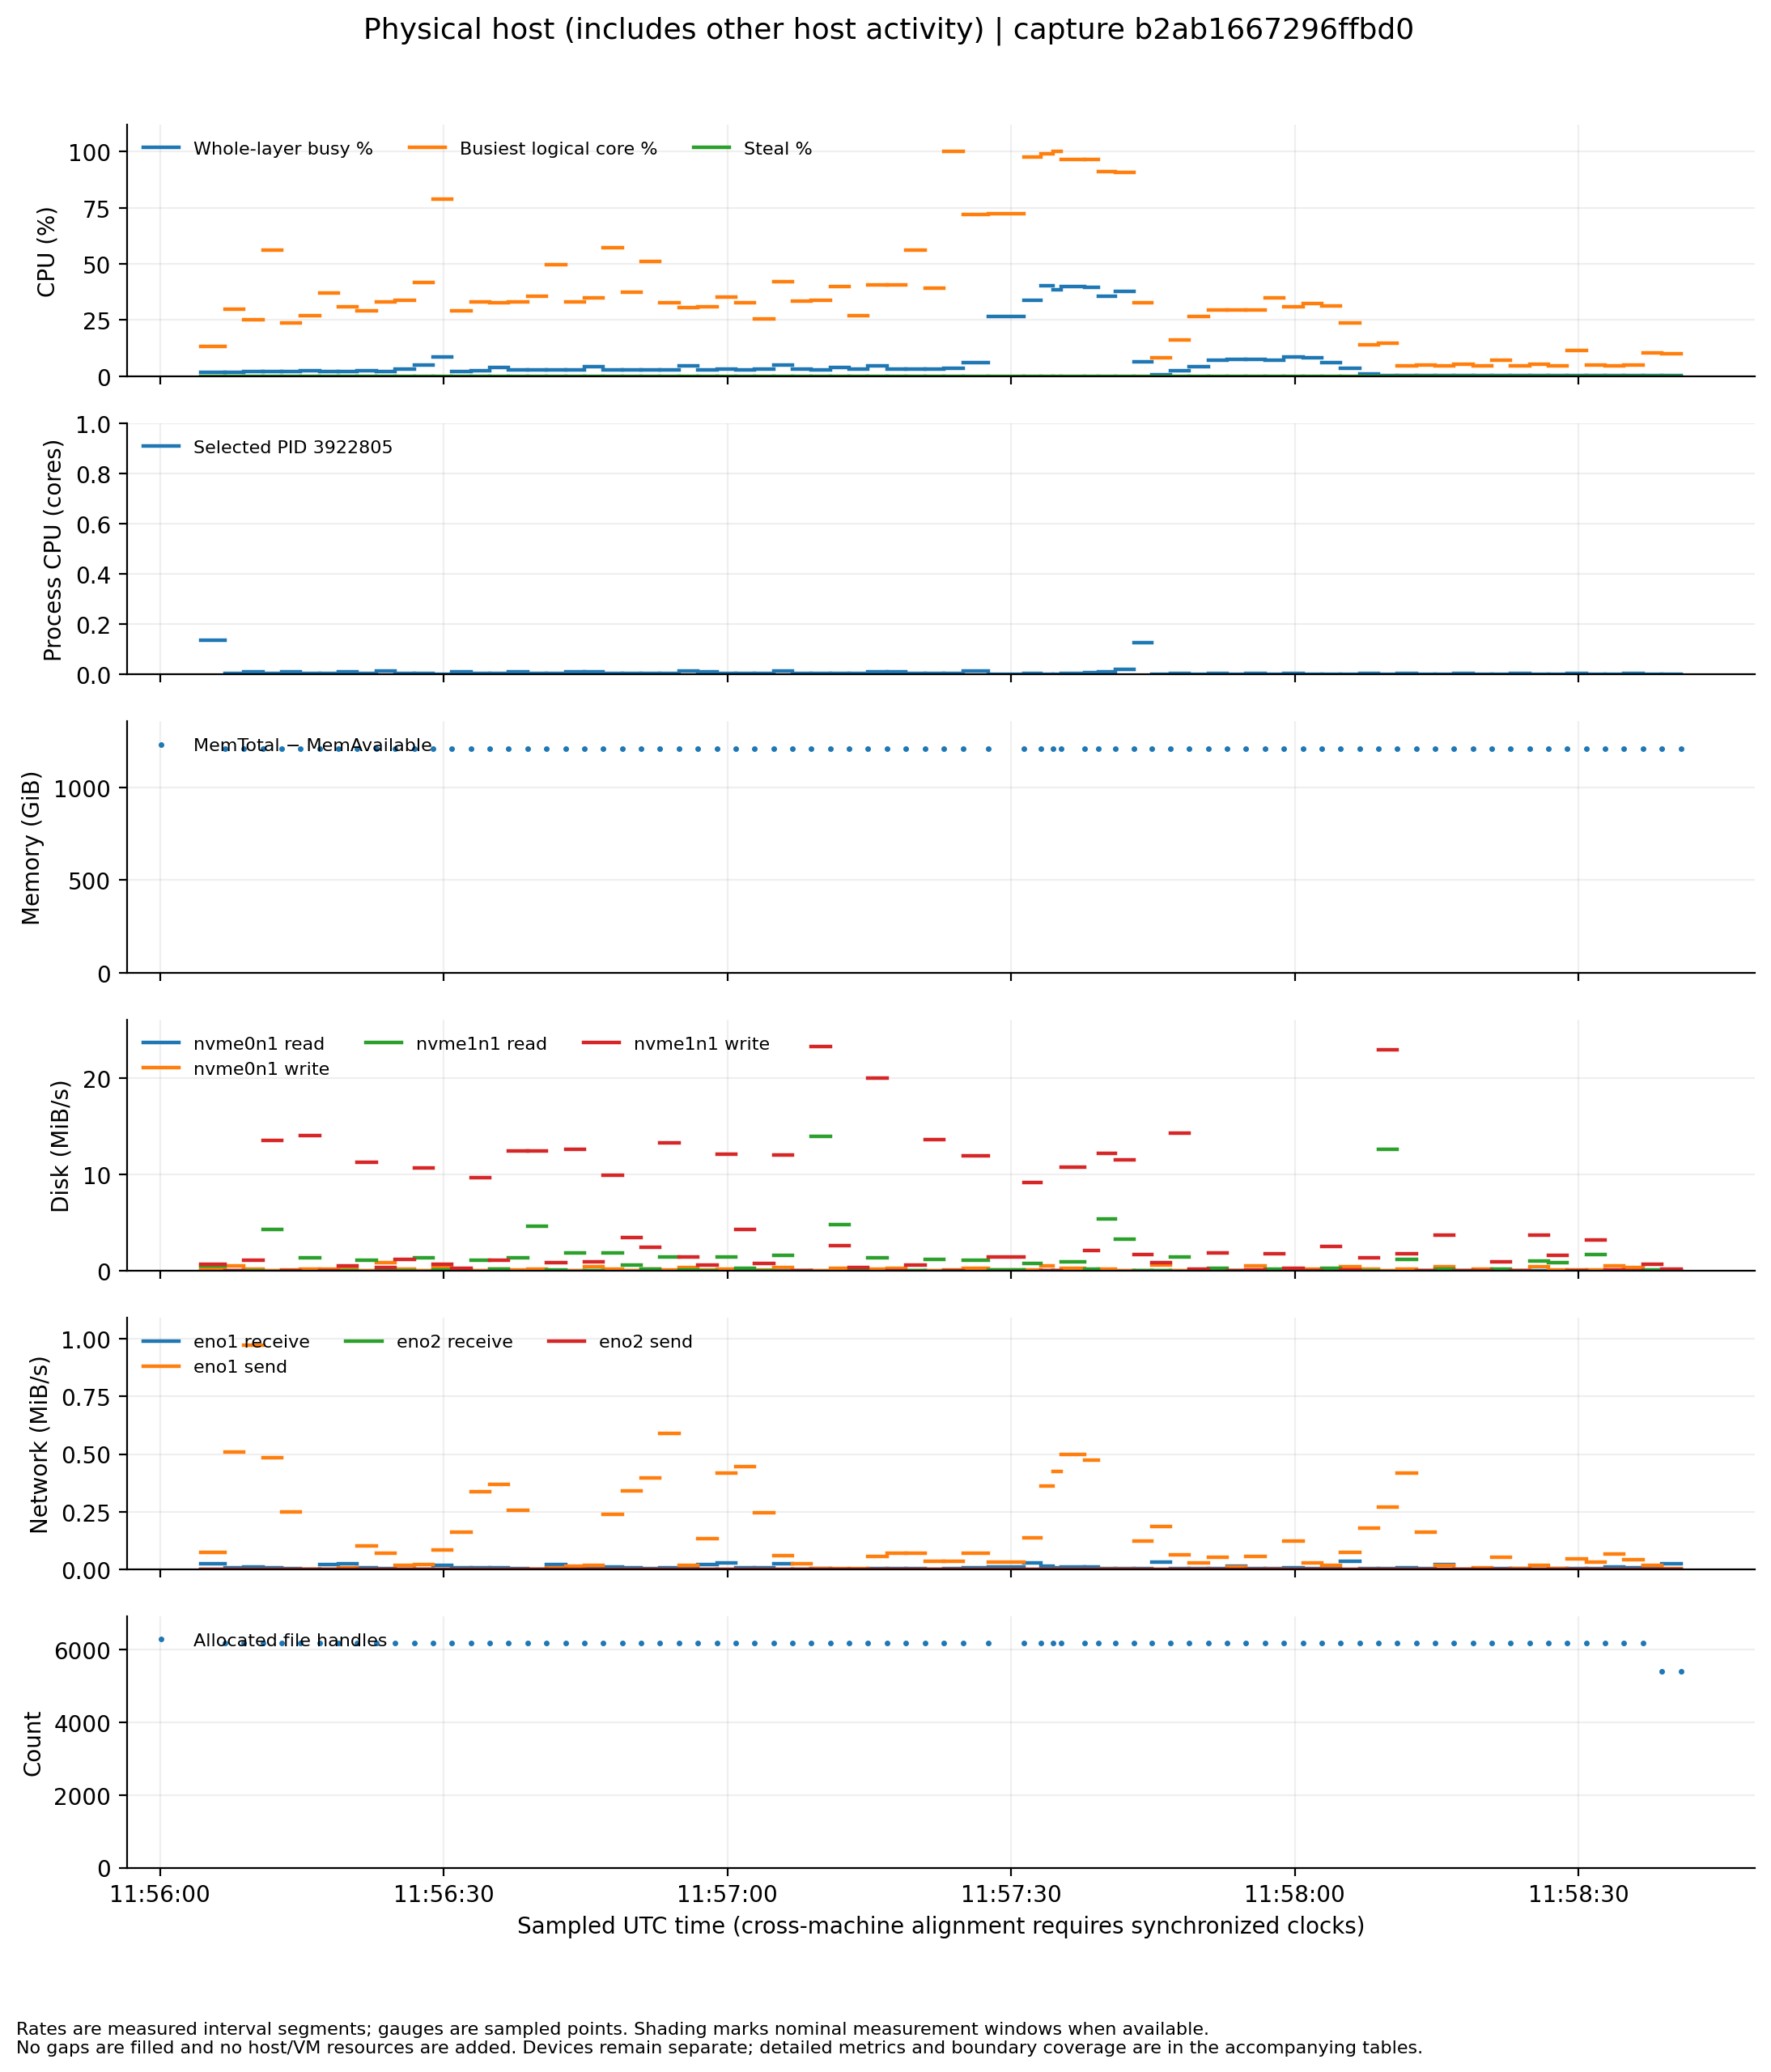 Physical host (includes other host activity) | capture b2ab1667296ffbd0
Whole-layer busy % Busiest logical core % Steal %
CPU (%)
100
75
50
25
0
Selected PID 3922805
Process CPU (cores)
1.0
0.8
0.6
0.4
0.2
0.0
MemTotal − MemAvailable
Memory (GiB)
1000
500
0
nvme0n1 read nvme1n1 read nvme1n1 write
nvme0n1 write
Disk (MiB/s)
20
10
0
eno1 receive eno2 receive eno2 send
eno1 send
Network (MiB/s)
1.00
0.75
0.50
0.25
0.00
Allocated file handles
Count
6000
4000
2000
0
11:56:00 11:56:30 11:57:00 11:57:30 11:58:00 11:58:30
Sampled UTC time (cross-machine alignment requires synchronized clocks)
Rates are measured interval segments; gauges are sampled points. Shading marks nominal measurement windows when available.
No gaps are filled and no host/VM resources are added. Devices remain separate; detailed metrics and boundary coverage are in the accompanying tables.